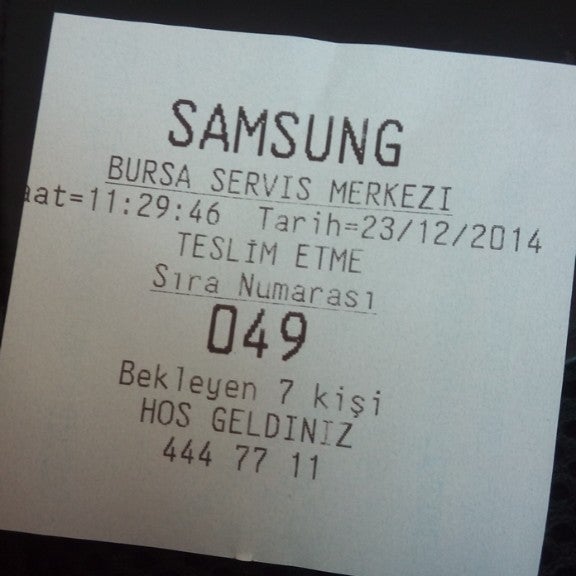 SAMSUNG
BURSA SERVIS MERKEZI
aat=11:29:46 Tarih=23/12/2014
TESLİM ETME
Sıra Numarası
049
Bekleyen 7 kişi
HOS GELDINIZ
444 77 11